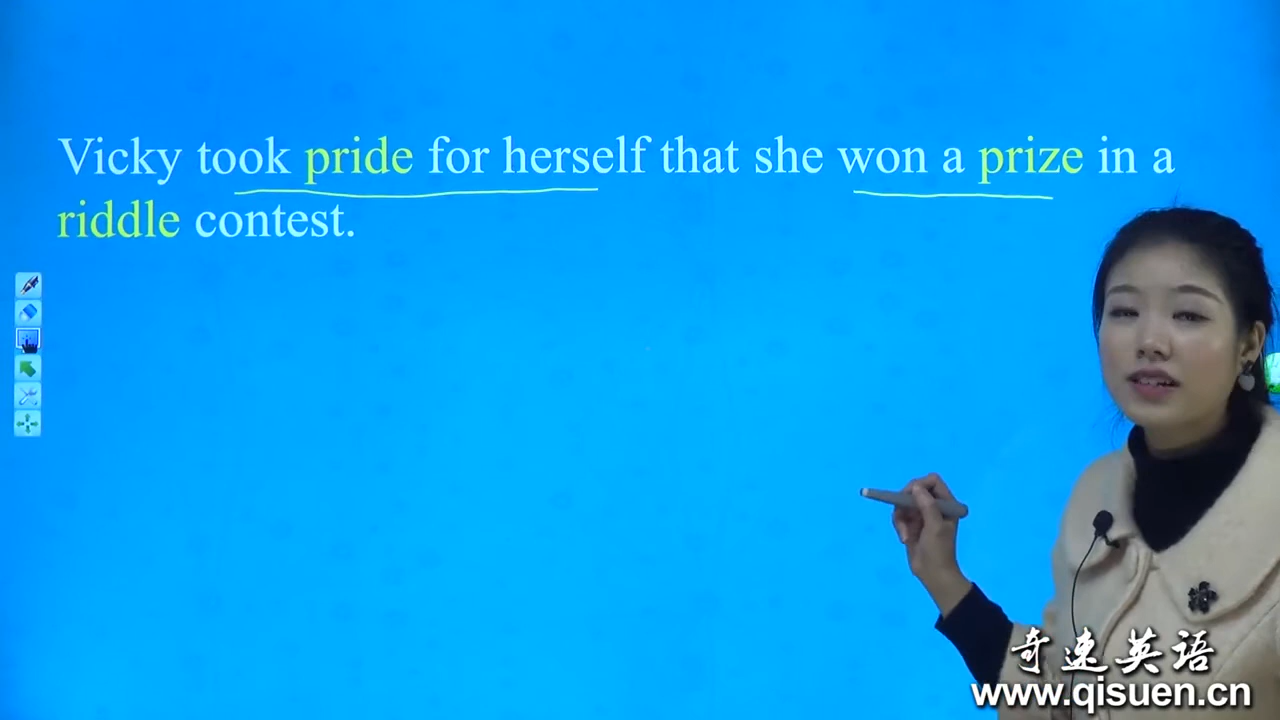 Vicky took pride for herself that she won a prize in a
riddle contest.
奇速英语
www.qisuen.cn